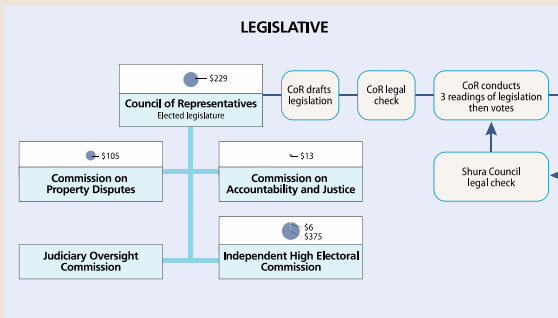 LEGISLATIVE
$229
Council of Representatives
Elected legislature
CoR drafts
legislation
CoR legal
check
CoR conducts
3 readings of legislation
then votes
$105
Commission on
Property Disputes
$13
Commission on
Accountability and Justice
Shura Council
legal check
Judiciary Oversight
Commission
$6
$375
Independent High Electoral
Commission